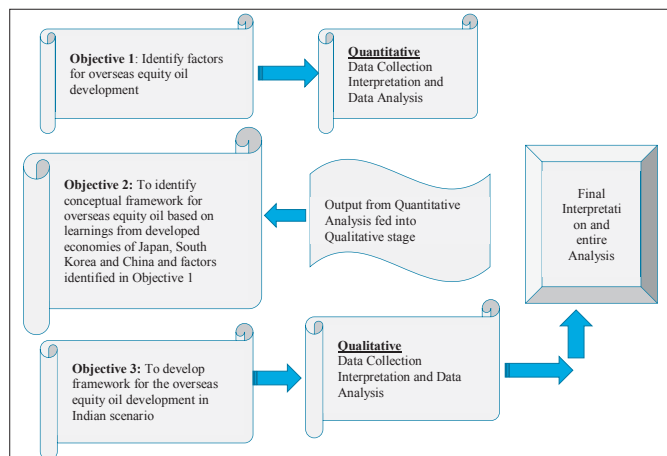 Objective 1: Identify factors
for overseas equity oil
development
Quantitative
Data Collection
Interpretation and
Data Analysis
Objective 2: To identify
conceptual framework for
overseas equity oil based on
learnings from developed
economies of Japan, South
Korea and China and factors
identified in Objective 1
Output from Quantitative
Analysis fed into
Qualitative stage
Final
Interpretati
on and
entire
Analysis
Objective 3: To develop
framework for the overseas
equity oil development in
Indian scenario
Qualitative
Data Collection
Interpretation and Data
Analysis